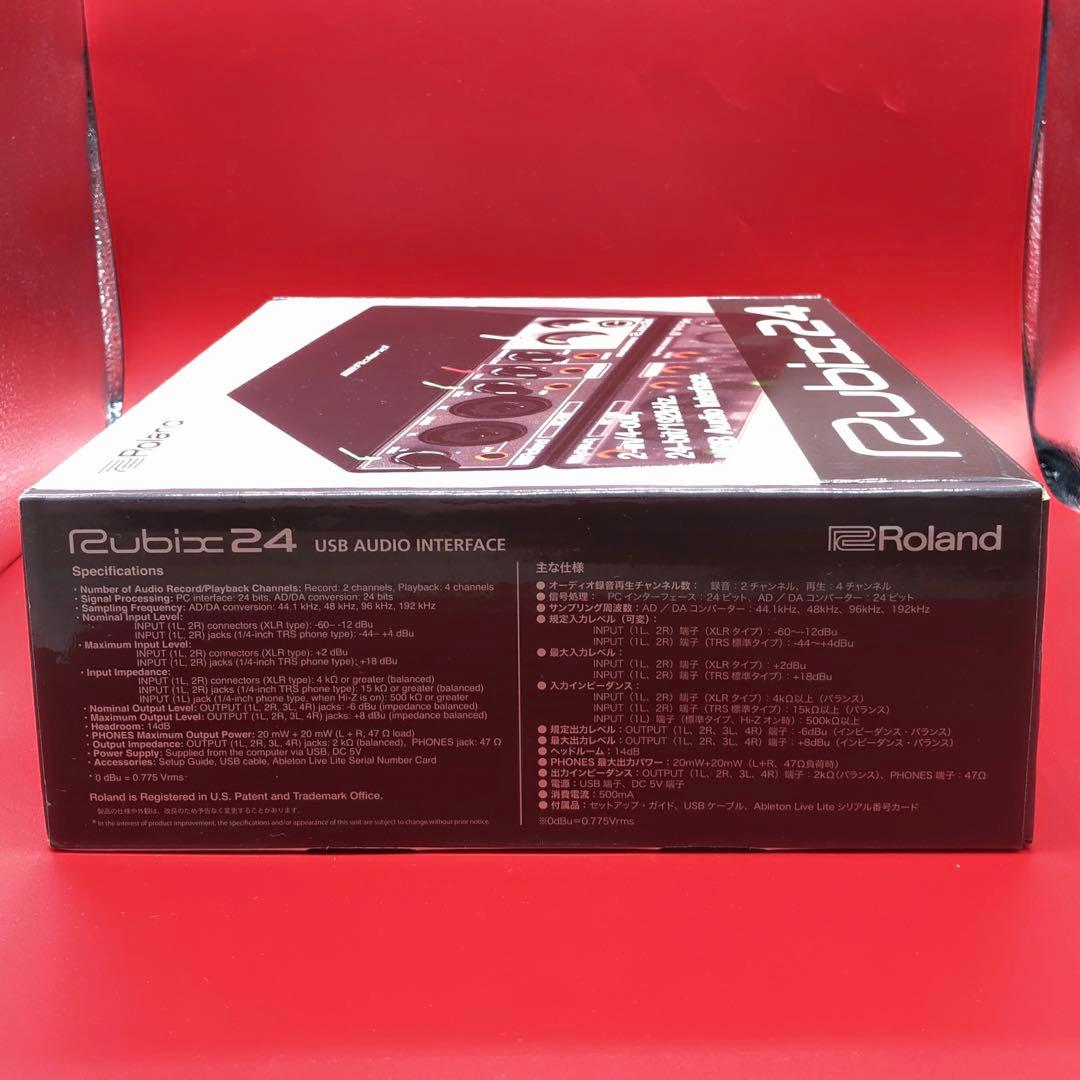 Rubix24
2-in/4-out,
24-bit/192kHz
USB Audio Interface.
Roland
Roland
Rubix24 USB AUDIO INTERFACE
Roland
Specifications
・Number of Audio Record/Playback Channels: Record: 2 channels, Playback: 4 channels
・Signal Processing: PC interface: 24 bits, AD/DA conversion: 24 bits
・Sampling Frequency: AD/DA conversion: 44.1 kHz, 48 kHz, 96 kHz, 192 kHz
・Nominal Input Level:
INPUT (1L, 2R) connectors (XLR type): -60– -12 dBu
INPUT (1L, 2R) jacks (1/4-inch TRS phone type): -44– +4 dBu
・Maximum Input Level:
INPUT (1L, 2R) connectors (XLR type): +2 dBu
INPUT (1L, 2R) jacks (1/4-inch TRS phone type): +18 dBu
・Input Impedance:
INPUT (1L, 2R) connectors (XLR type): 4 kΩ or greater (balanced)
INPUT (1L, 2R) jacks (1/4-inch TRS phone type): 15 kΩ or greater (balanced)
INPUT (1L) jack (1/4-inch phone type, when Hi-Z is on): 500 kΩ or greater
・Nominal Output Level: OUTPUT (1L, 2R, 3L, 4R) jacks: -6 dBu (impedance balanced)
・Maximum Output Level: OUTPUT (1L, 2R, 3L, 4R) jacks: +8 dBu (impedance balanced)
・Headroom: 14dB
・PHONES Maximum Output Power: 20 mW + 20 mW (L + R, 47 Ω load)
・Output Impedance: OUTPUT (1L, 2R, 3L, 4R) jacks: 2 kΩ (balanced), PHONES jack: 47 Ω
・Power Supply: Supplied from the computer via USB, DC 5V
・Accessories: Setup Guide, USB cable, Ableton Live Lite Serial Number Card
* 0 dBu = 0.775 Vrms
Roland is Registered in U.S. Patent and Trademark Office.
製品の仕様や外観は、改良のため予告なく変更することがあります。
* In the interest of product improvement, the specifications and/or appearance of this unit are subject to change without prior notice.
主な仕様
● オーディオ録音再生チャンネル数： 録音：2 チャンネル、再生：4 チャンネル
● 信号処理： PC インターフェース：24 ビット、AD ／ DA コンバーター：24 ビット
● サンプリング周波数：AD ／ DA コンバーター：44.1kHz、48kHz、96kHz、192kHz
● 規定入力レベル（可変）：
INPUT（1L、2R）端子（XLR タイプ）：-60～-12dBu
INPUT（1L、2R）端子（TRS 標準タイプ）：-44～+4dBu
● 最大入力レベル：
INPUT（1L、2R）端子（XLR タイプ）：+2dBu
INPUT（1L、2R）端子（TRS 標準タイプ）：+18dBu
● 入力インピーダンス：
INPUT（1L、2R）端子（XLR タイプ）：4kΩ以上（バランス）
INPUT（1L、2R）端子（TRS 標準タイプ）：15kΩ以上（バランス）
INPUT（1L）端子（標準タイプ、Hi-Z オン時）：500kΩ以上
● 規定出力レベル：OUTPUT（1L、2R、3L、4R）端子：-6dBu（インピーダンス・バランス）
● 最大出力レベル：OUTPUT（1L、2R、3L、4R）端子：+8dBu（インピーダンス・バランス）
● ヘッドルーム：14dB
● PHONES 最大出力パワー：20mW+20mW（L+R、47Ω負荷時）
● 出力インピーダンス：OUTPUT（1L、2R、3L、4R）端子：2kΩ(バランス)、PHONES 端子：47Ω
● 電源：USB 端子、DC 5V 端子
● 消費電流：500mA
● 付属品：セットアップ・ガイド、USB ケーブル、Ableton Live Lite シリアル番号カード
※0dBu＝0.775Vrms